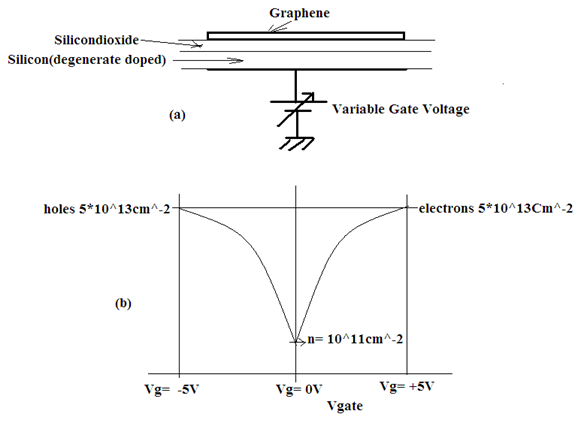 Graphene
Silicondioxide
Silicon(degenerate doped)
Variable Gate Voltage
(a)
holes 5*10^13cm^-2
electrons 5*10^13Cm^-2
(b)
n= 10^11cm^-2
Vg= -5V
Vg= 0V
Vg= +5V
Vgate